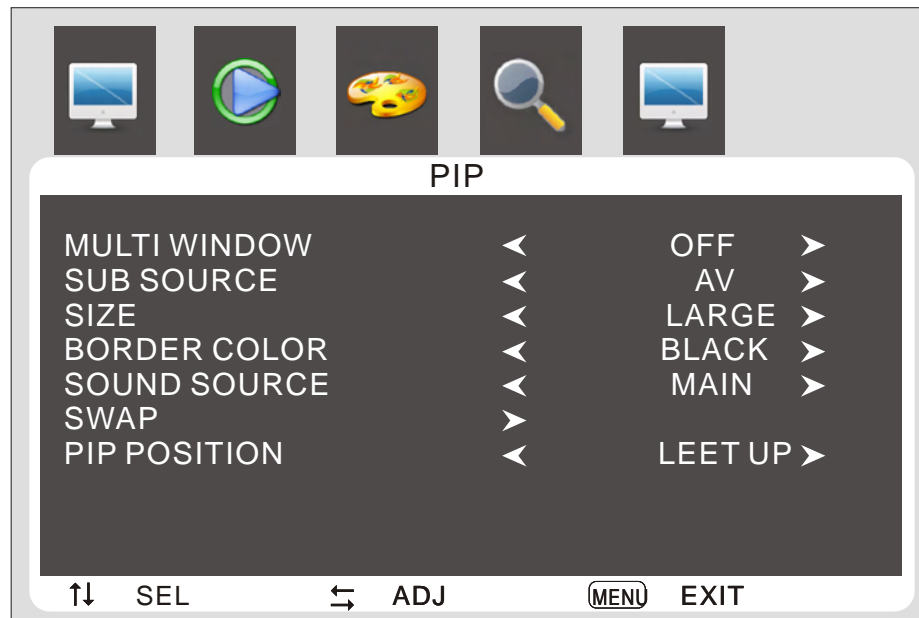 PIP
MULTI WINDOW OFF
SUB SOURCE AV
SIZE LARGE
BORDER COLOR BLACK
SOUND SOURCE MAIN
SWAP
PIP POSITION LEET UP
SEL ADJ MENU EXIT